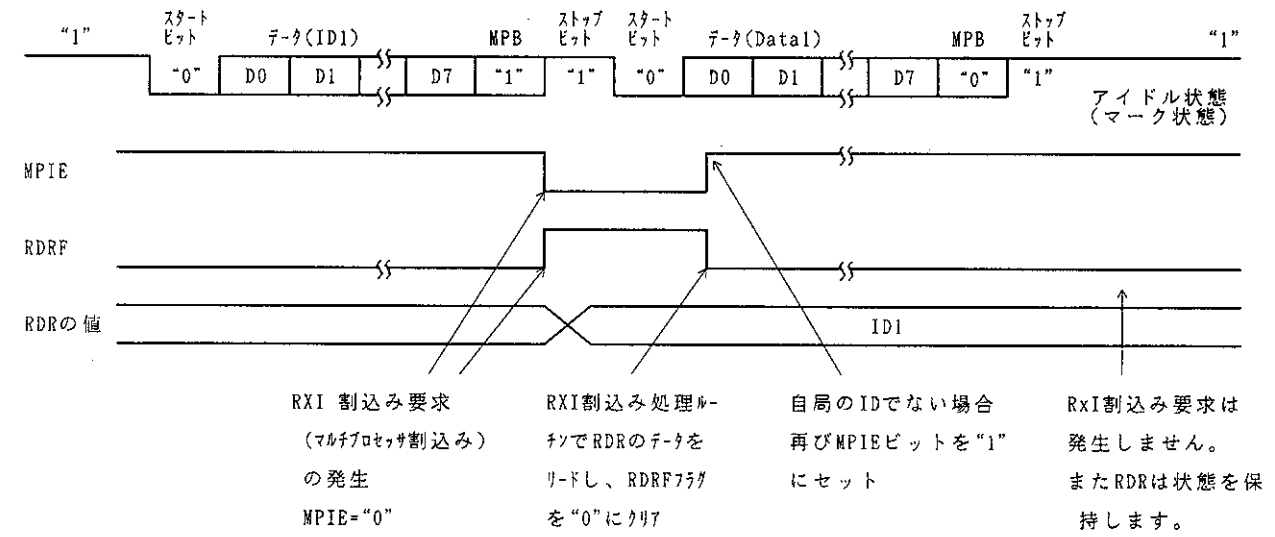 “1” スタート ビット データ(ID1) MPB ストップ ビット スタート ビット データ(Data1) MPB ストップ ビット “1”
“0” D0 D1 D7 “1” “1” “0” D0 D1 D7 “0” “1”
アイドル状態
(マーク状態)
MPIE
RDRF
RDRの値
ID1
RXI 割込み要求
(マルチプロセッサ割込み)
の発生
MPIE=“0”
RXI割込み処理ルー
チンでRDRのデータを
リードし、RDRFフラグ
を“0”にクリア
自局のIDでない場合
再びMPIEビットを“1”
にセット
RxI割込み要求は
発生しません。
またRDRは状態を保
持します。